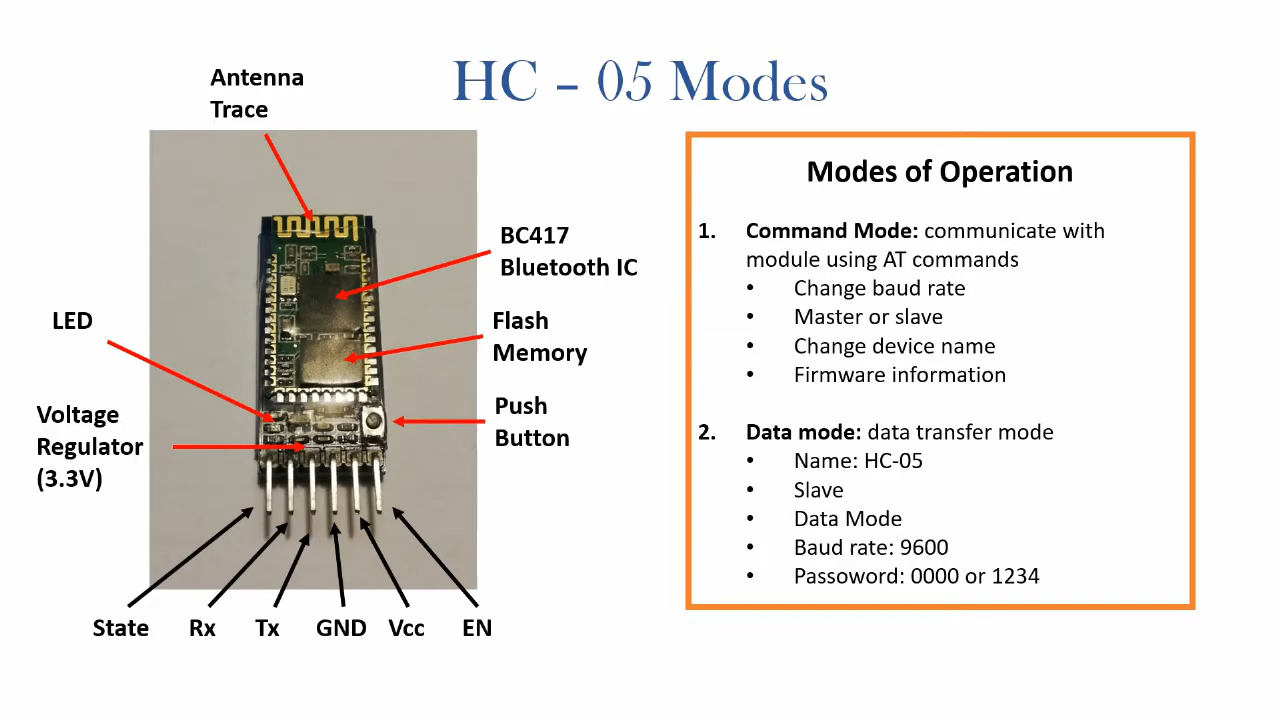 HC – 05 Modes
Antenna
Trace
BC417
Bluetooth IC
LED
Flash
Memory
Voltage
Regulator
(3.3V)
Push
Button
State
Rx
Tx
GND
Vcc
EN
Modes of Operation
1. Command Mode: communicate with
module using AT commands
• Change baud rate
• Master or slave
• Change device name
• Firmware information
2. Data mode: data transfer mode
• Name: HC-05
• Slave
• Data Mode
• Baud rate: 9600
• Passoword: 0000 or 1234